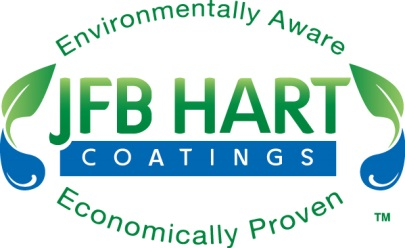 Environmentally Aware
JFB HART
COATINGS
Economically Proven
TM